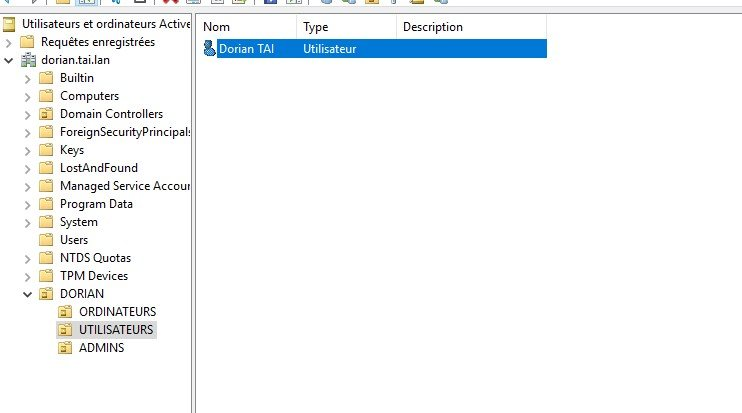 Utilisateurs et ordinateurs Active
Requêtes enregistrées
dorian.tai.lan
Builtin
Computers
Domain Controllers
ForeignSecurityPrincipals
Keys
LostAndFound
Managed Service Accour
Program Data
System
Users
NTDS Quotas
TPM Devices
DORIAN
ORDINATEURS
UTILISATEURS
ADMINS
Nom Type Description
Dorian TAI Utilisateur